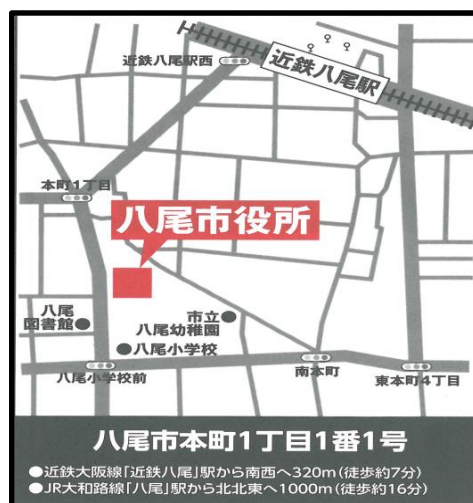 近鉄八尾駅西
近鉄八尾駅
本町1丁目
八尾市役所
八尾
図書館
市立
八尾幼稚園
八尾小学校
八尾小学校前
南本町
東本町4丁目
八尾市本町1丁目1番1号
●近鉄大阪線「近鉄八尾」駅から南西へ320m(徒歩約7分)
●JR大和路線「八尾」駅から北北東へ1000m(徒歩約16分)